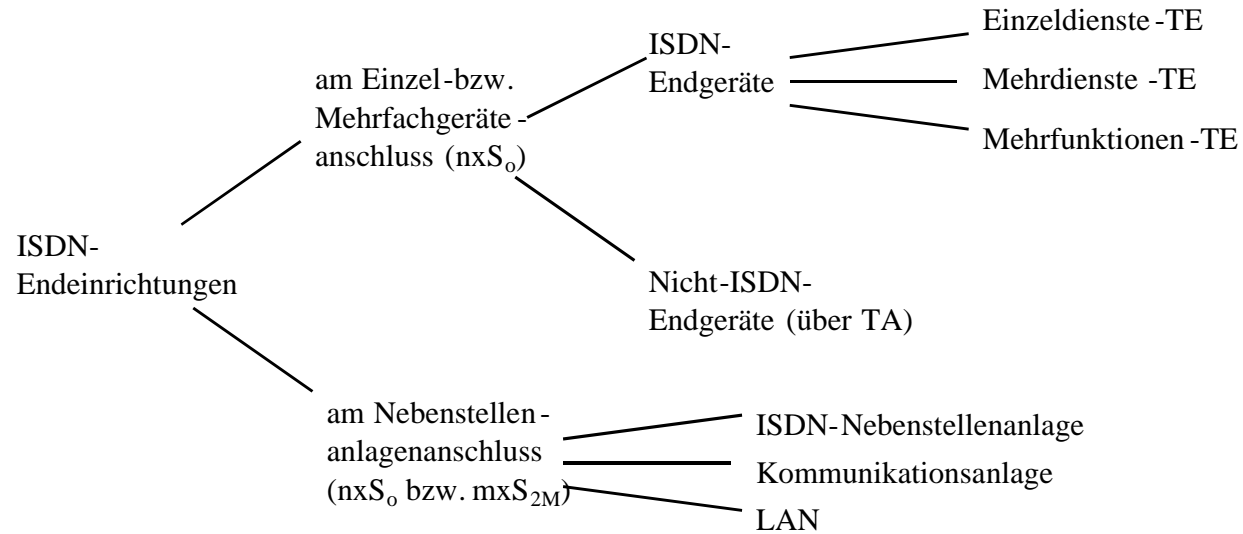 ISDN-
Endeinrichtungen
am Einzel-bzw.
Mehrfachgeräte -
anschluss (nxSₒ)
ISDN-
Endgeräte
Einzeldienste -TE
Mehrdienste -TE
Mehrfunktionen -TE
Nicht-ISDN-
Endgeräte (über TA)
am Nebenstellen -
anlagenanschluss
(nxSₒ bzw. mxS₂M)
ISDN-Nebenstellenanlage
Kommunikationsanlage
LAN